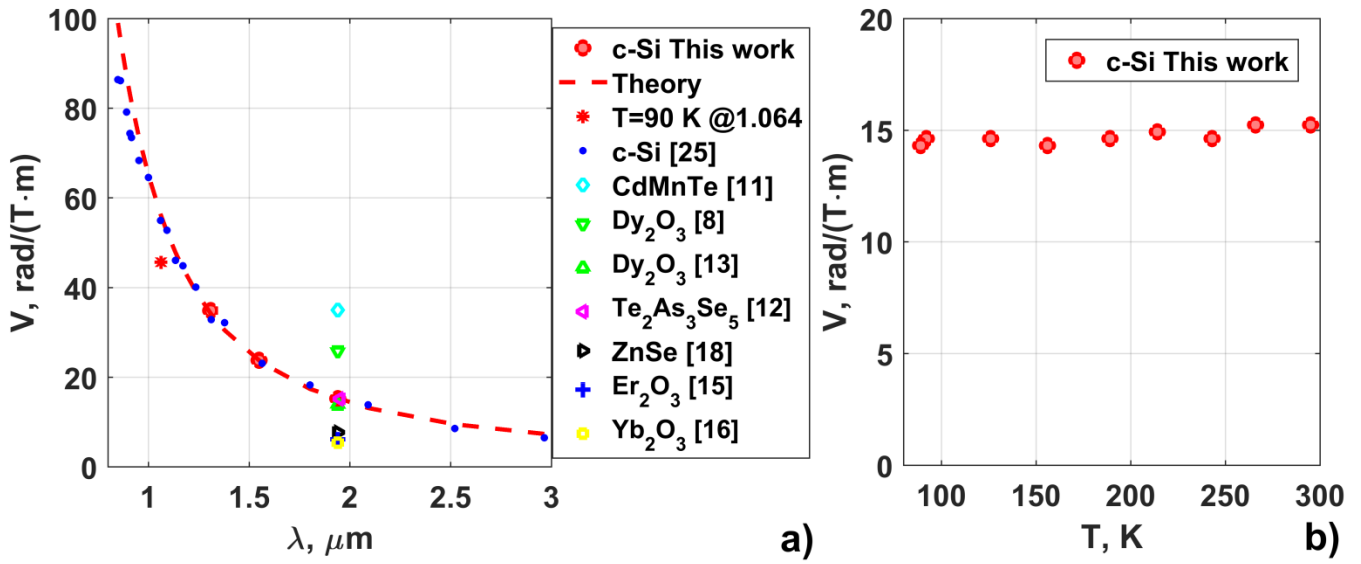 100
80
60
40
20
0
V, rad/(T·m)
1
1.5
2
2.5
3
λ, μm
a)
c-Si This work
Theory
T=90 K @1.064
c-Si [25]
CdMnTe [11]
Dy₂O₃ [8]
Dy₂O₃ [13]
Te₂As₃Se₅ [12]
ZnSe [18]
Er₂O₃ [15]
Yb₂O₃ [16]
20
15
10
5
0
V, rad/(T·m)
c-Si This work
100
150
200
250
300
T, K
b)